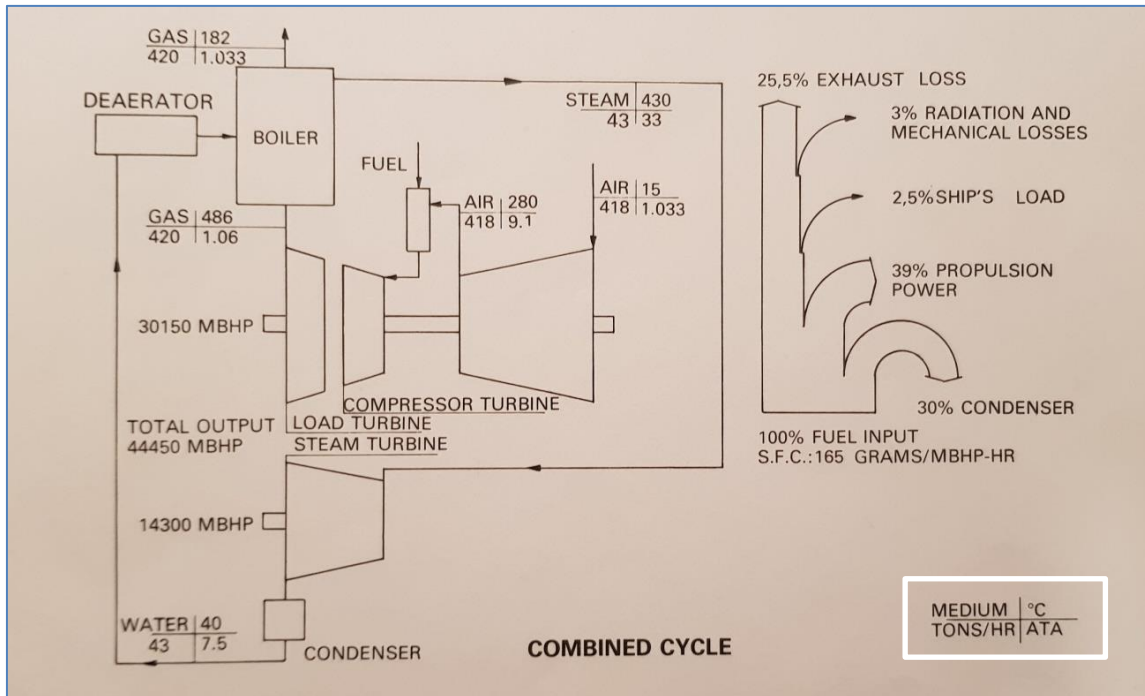 GAS 182
420 1.033
DEAERATOR
BOILER
STEAM 430
43 33
FUEL
AIR 15
418 1.033
AIR 280
418 9.1
GAS 486
420 1.06
30150 MBHP
COMPRESSOR TURBINE
TOTAL OUTPUT
44450 MBHP
LOAD TURBINE
STEAM TURBINE
14300 MBHP
WATER 40
43 7.5
CONDENSER
COMBINED CYCLE
25,5% EXHAUST LOSS
3% RADIATION AND
MECHANICAL LOSSES
2,5% SHIP'S LOAD
39% PROPULSION
POWER
30% CONDENSER
100% FUEL INPUT
S.F.C.: 165 GRAMS/MBHP-HR
MEDIUM °C
TONS/HR ATA